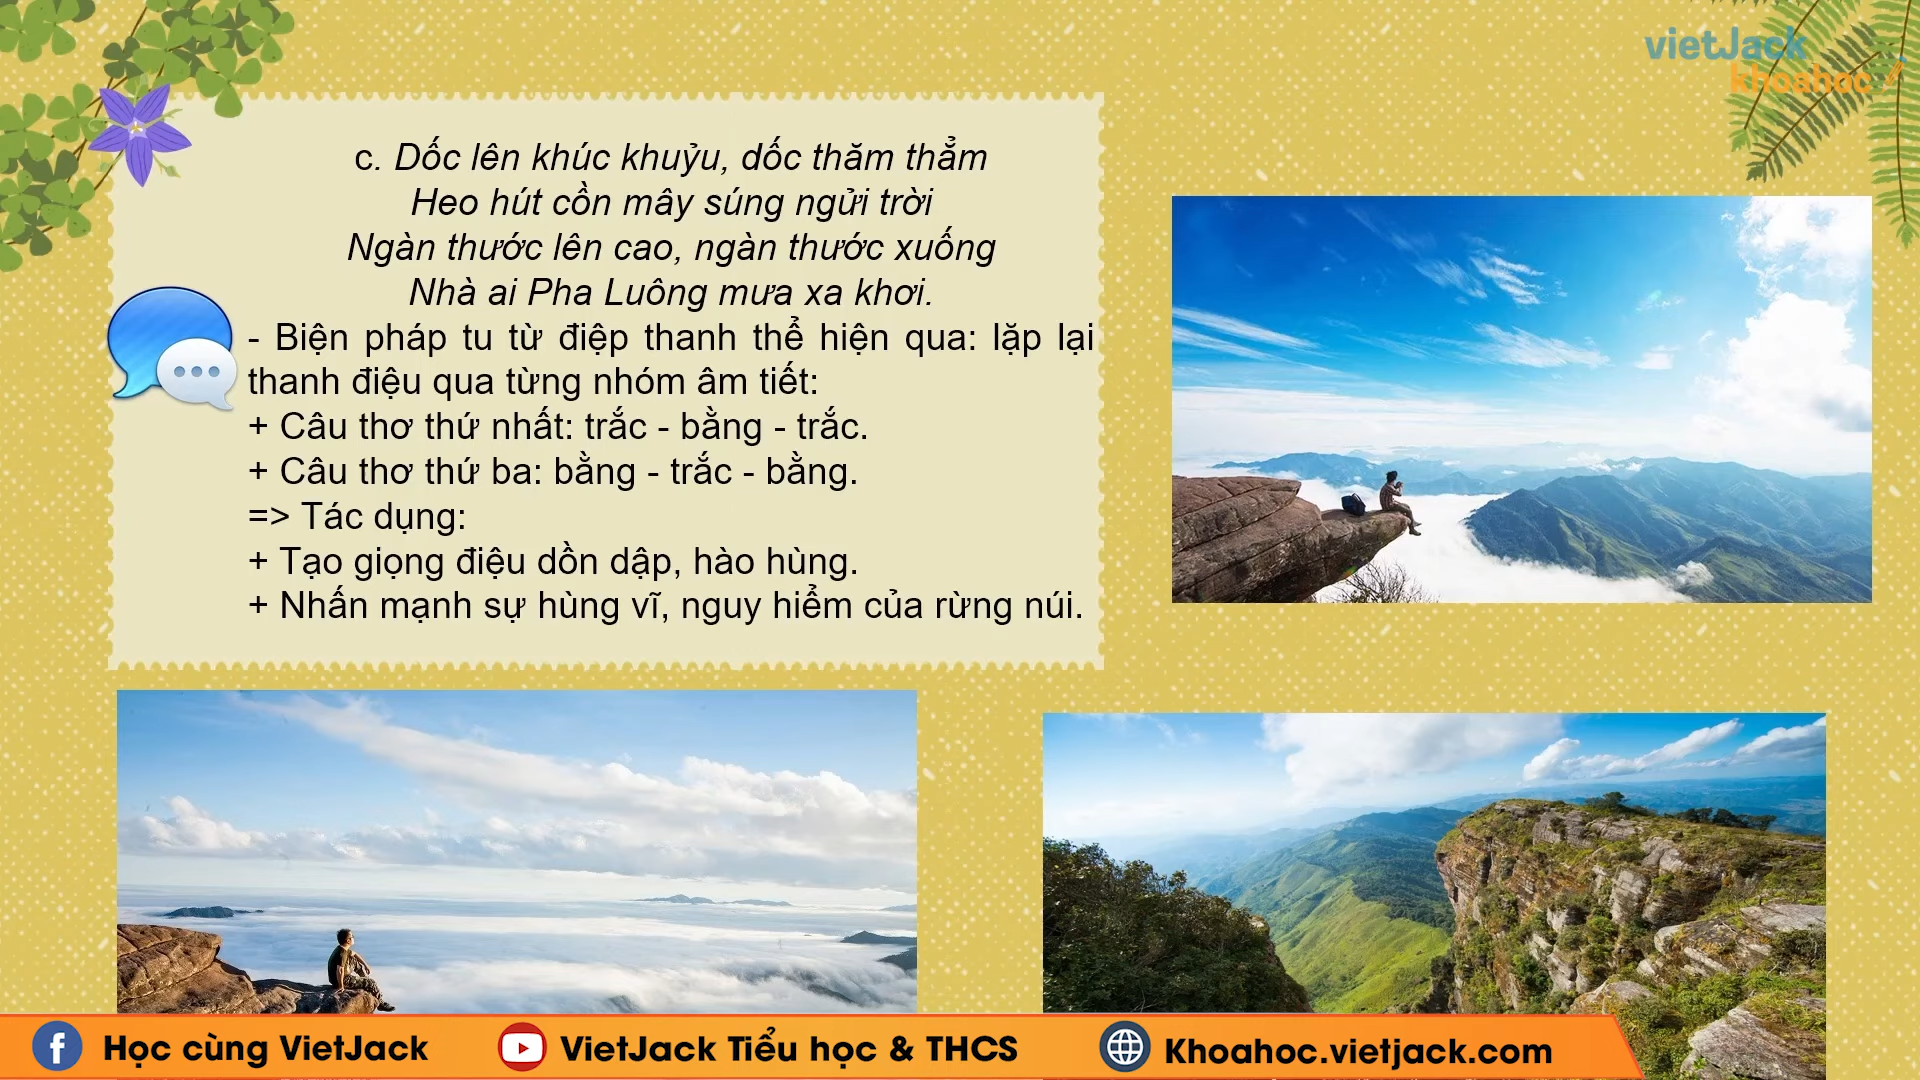 vietJack
khoahoc
c. Dốc lên khúc khuỷu, dốc thăm thẳm
Heo hút cồn mây súng ngửi trời
Ngàn thước lên cao, ngàn thước xuống
Nhà ai Pha Luông mưa xa khơi.
- Biện pháp tu từ điệp thanh thể hiện qua: lặp lại
thanh điệu qua từng nhóm âm tiết:
+ Câu thơ thứ nhất: trắc - bằng - trắc.
+ Câu thơ thứ ba: bằng - trắc - bằng.
=> Tác dụng:
+ Tạo giọng điệu dồn dập, hào hùng.
+ Nhấn mạnh sự hùng vĩ, nguy hiểm của rừng núi.
Học cùng VietJack
VietJack Tiểu học & THCS
Khoahoc.vietjack.com